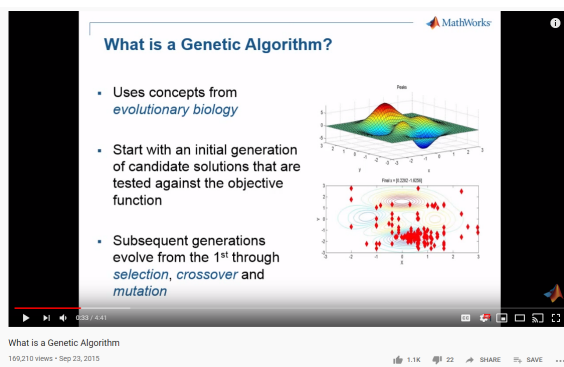 MathWorks
What is a Genetic Algorithm?
Uses concepts from
evolutionary biology
Start with an initial generation
of candidate solutions that are
tested against the objective
function
Subsequent generations
evolve from the 1st through
selection, crossover and
mutation
Peaks
0:33 / 4:41
What is a Genetic Algorithm
169,210 views • Sep 23, 2015
1.1K 22 SHARE SAVE